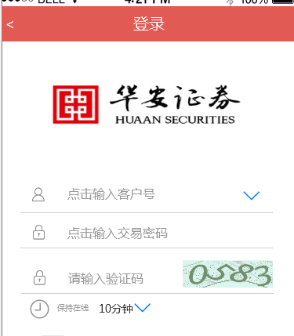 4:21 PM 100%
< 登录
华安证券
HUAAN SECURITIES
点击输入客户号
点击输入交易密码
请输入验证码 0583
保持在线 10分钟